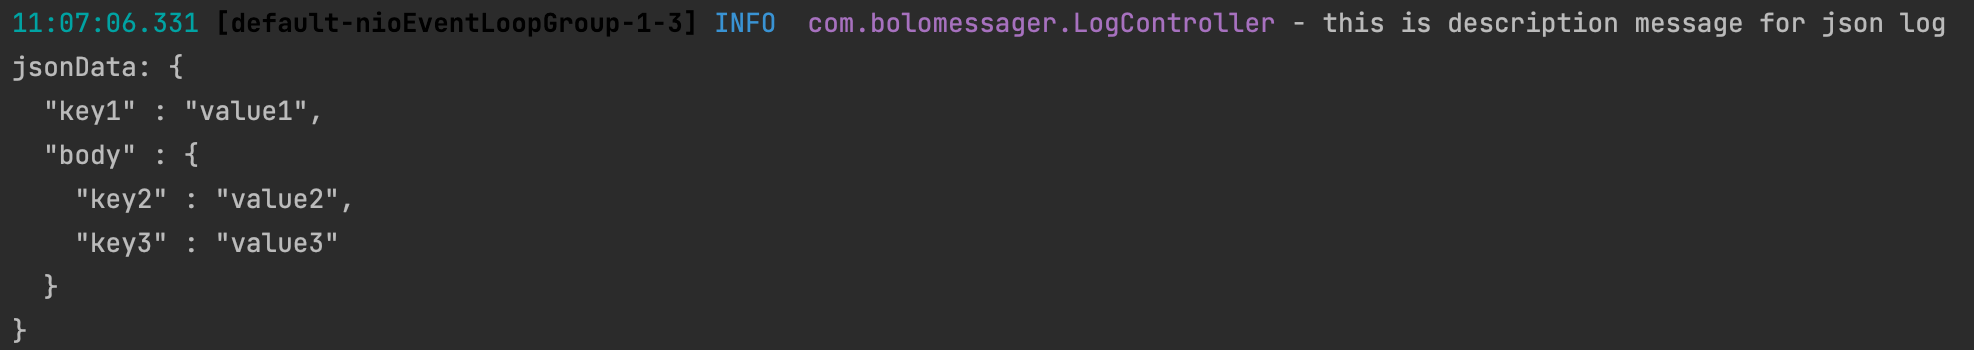 11:07:06.331 [default-nioEventLoopGroup-1-3] INFO  com.bolomessager.LogController - this is description message for json log
jsonData: {
  "key1" : "value1",
  "body" : {
    "key2" : "value2",
    "key3" : "value3"
  }
}